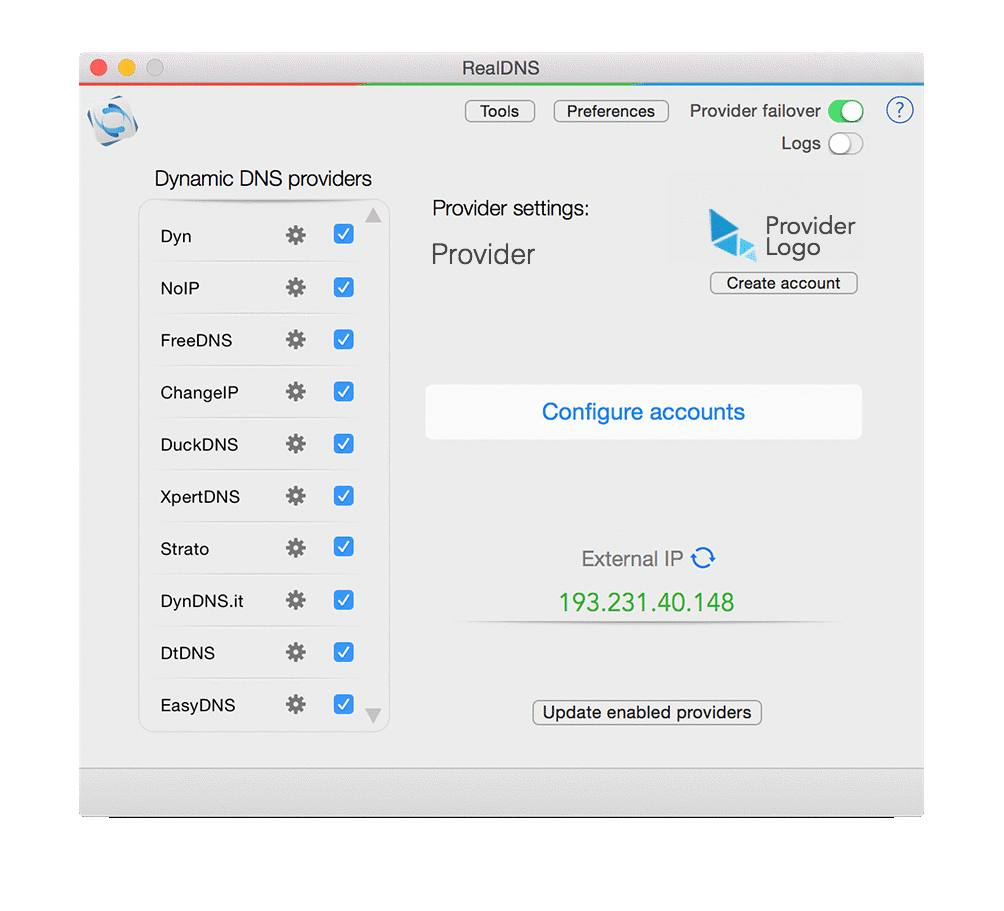 RealDNS
Tools
Preferences
Provider failover
?
Logs
Dynamic DNS providers
Dyn
NoIP
FreeDNS
ChangeIP
DuckDNS
XpertDNS
Strato
DynDNS.it
DtDNS
EasyDNS
Provider settings:
Provider
Provider
Logo
Create account
Configure accounts
External IP
193.231.40.148
Update enabled providers